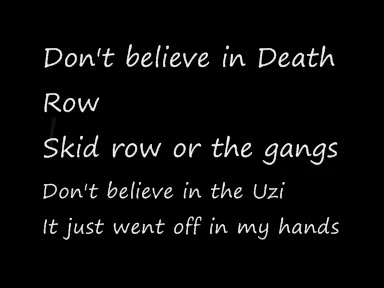 Don't believe in Death
Row
Skid row or the gangs
Don't believe in the Uzi
It just went off in my hands